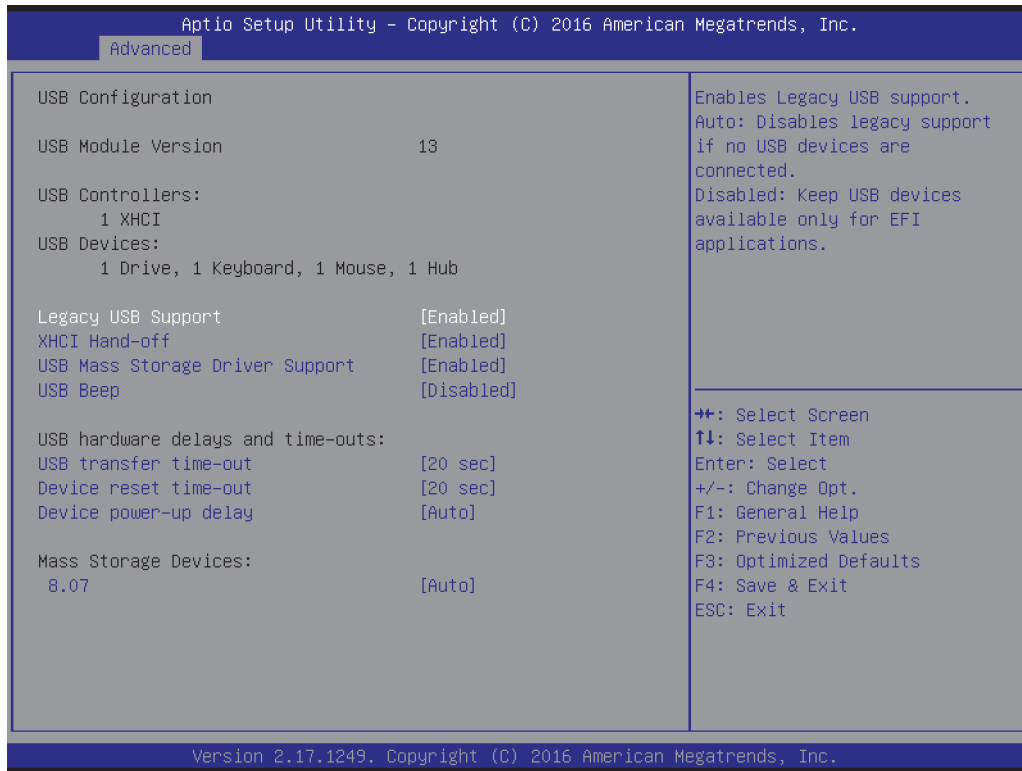 Aptio Setup Utility – Copyright (C) 2016 American Megatrends, Inc.
Advanced
USB Configuration
USB Module Version 13
USB Controllers:
1 XHCI
USB Devices:
1 Drive, 1 Keyboard, 1 Mouse, 1 Hub
Legacy USB Support [Enabled]
XHCI Hand-off [Enabled]
USB Mass Storage Driver Support [Enabled]
USB Beep [Disabled]
USB hardware delays and time-outs:
USB transfer time-out [20 sec]
Device reset time-out [20 sec]
Device power-up delay [Auto]
Mass Storage Devices:
8.07 [Auto]
Enables Legacy USB support.
Auto: Disables legacy support
if no USB devices are
connected.
Disabled: Keep USB devices
available only for EFI
applications.
→←: Select Screen
↑↓: Select Item
Enter: Select
+/-: Change Opt.
F1: General Help
F2: Previous Values
F3: Optimized Defaults
F4: Save & Exit
ESC: Exit
Version 2.17.1249. Copyright (C) 2016 American Megatrends, Inc.